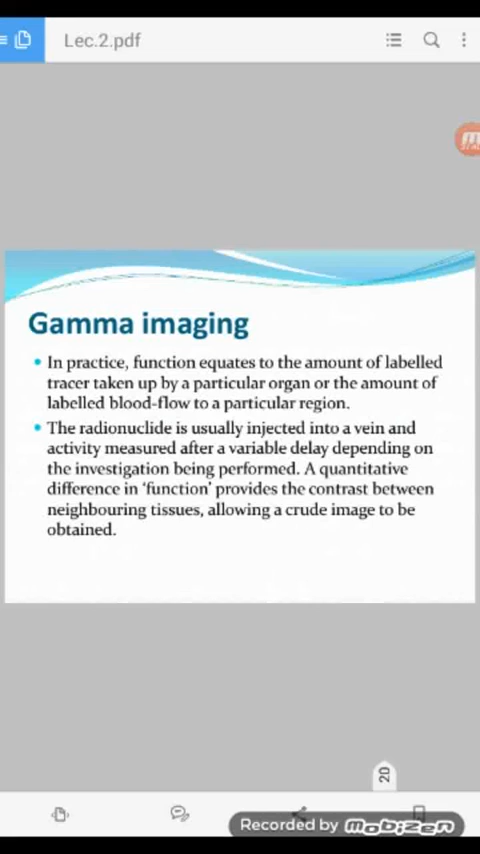 Lec.2.pdf
Gamma imaging
In practice, function equates to the amount of labelled
tracer taken up by a particular organ or the amount of
labelled blood-flow to a particular region.
The radionuclide is usually injected into a vein and
activity measured after a variable delay depending on
the investigation being performed. A quantitative
difference in ‘function’ provides the contrast between
neighbouring tissues, allowing a crude image to be
obtained.
20
Recorded by mobizen